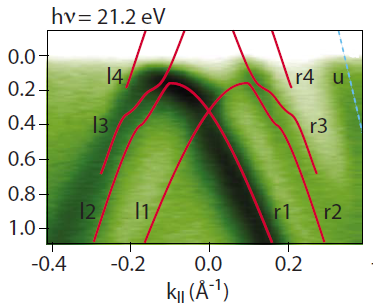 hν = 21.2 eV
0.0
l4
r4
u
0.2
l3
r3
0.4
0.6
0.8
l2
l1
r1
r2
1.0
-0.4
-0.2
0.0
0.2
k|| (Å-1)